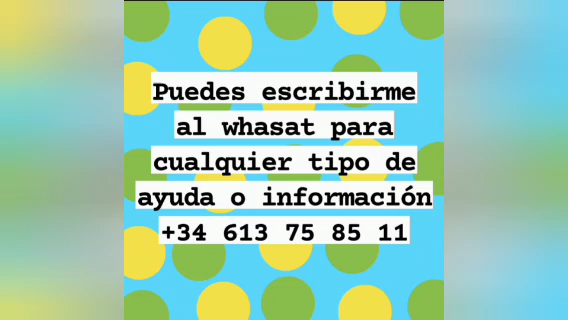 Puedes escribirme
al whasat para
cualquier tipo de
ayuda o información
+34 613 75 85 11